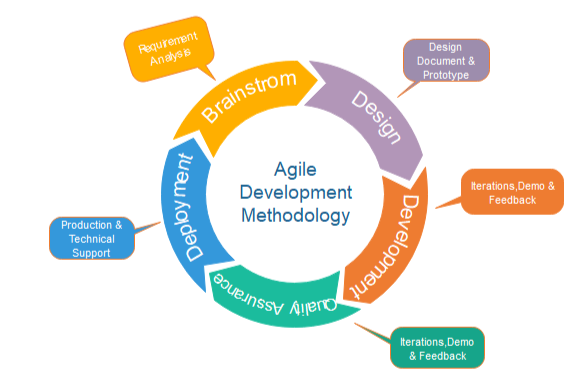 Requirement
Analysis
Brainstrom
Design
Document &
Prototype
Design
Agile
Development
Methodology
Iterations,Demo &
Feedback
Development
Production &
Technical
Support
Deployment
Quality Assurance
Iterations,Demo
& Feedback